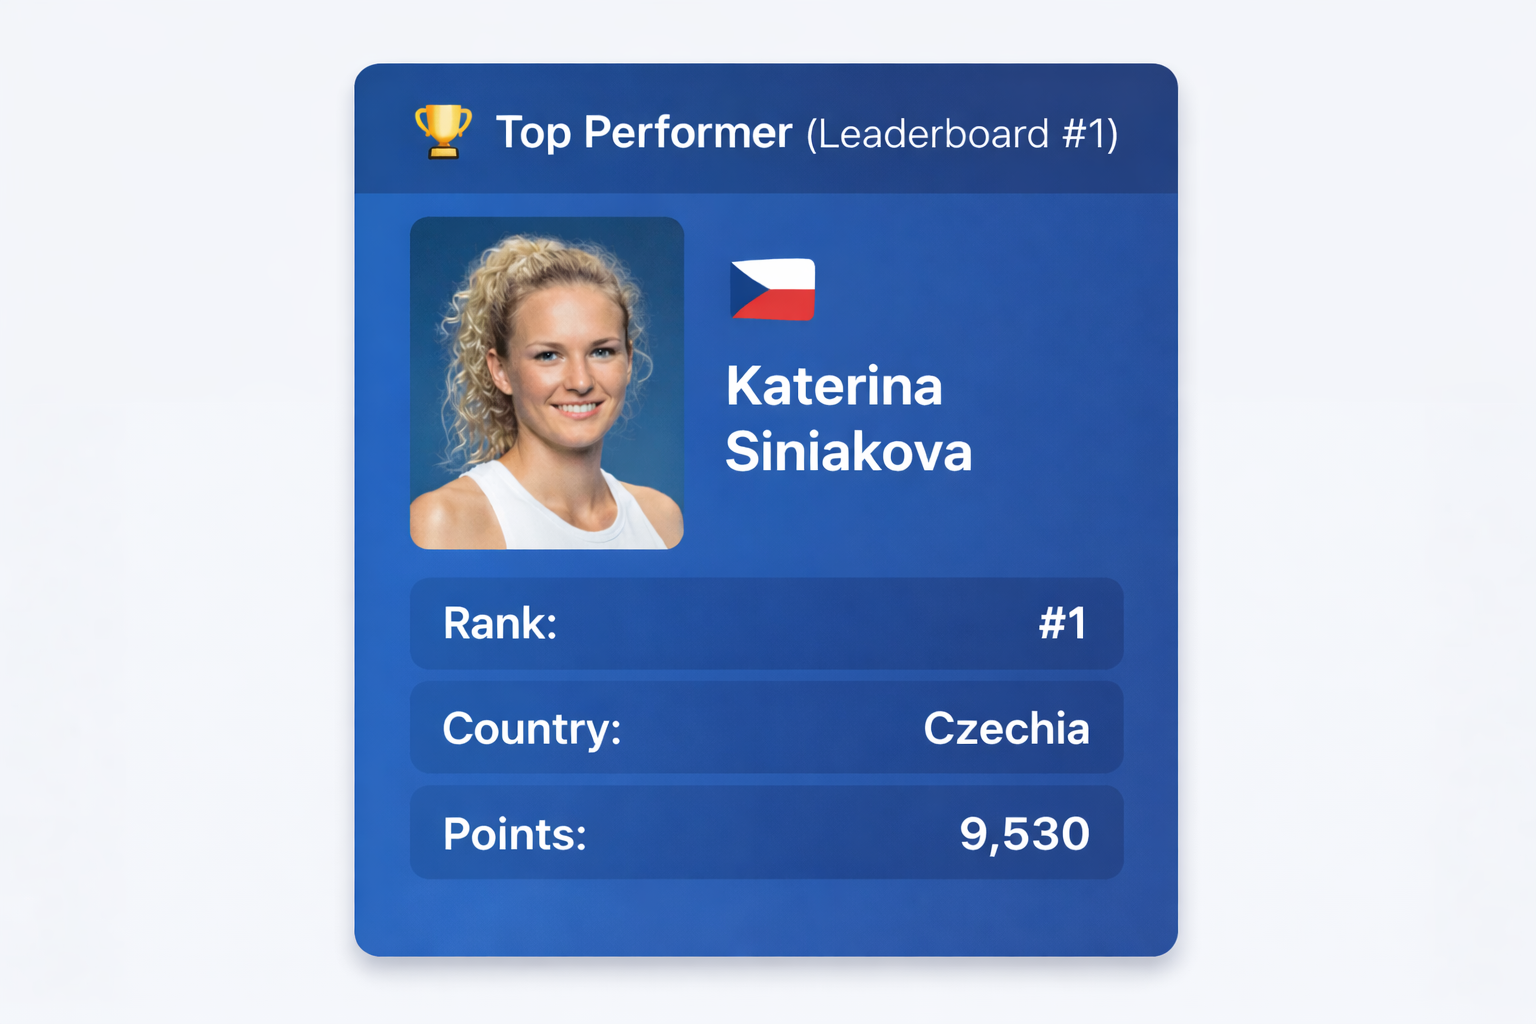 Top Performer (Leaderboard #1)
Katerina
Siniakova
Rank: #1
Country: Czechia
Points: 9,530